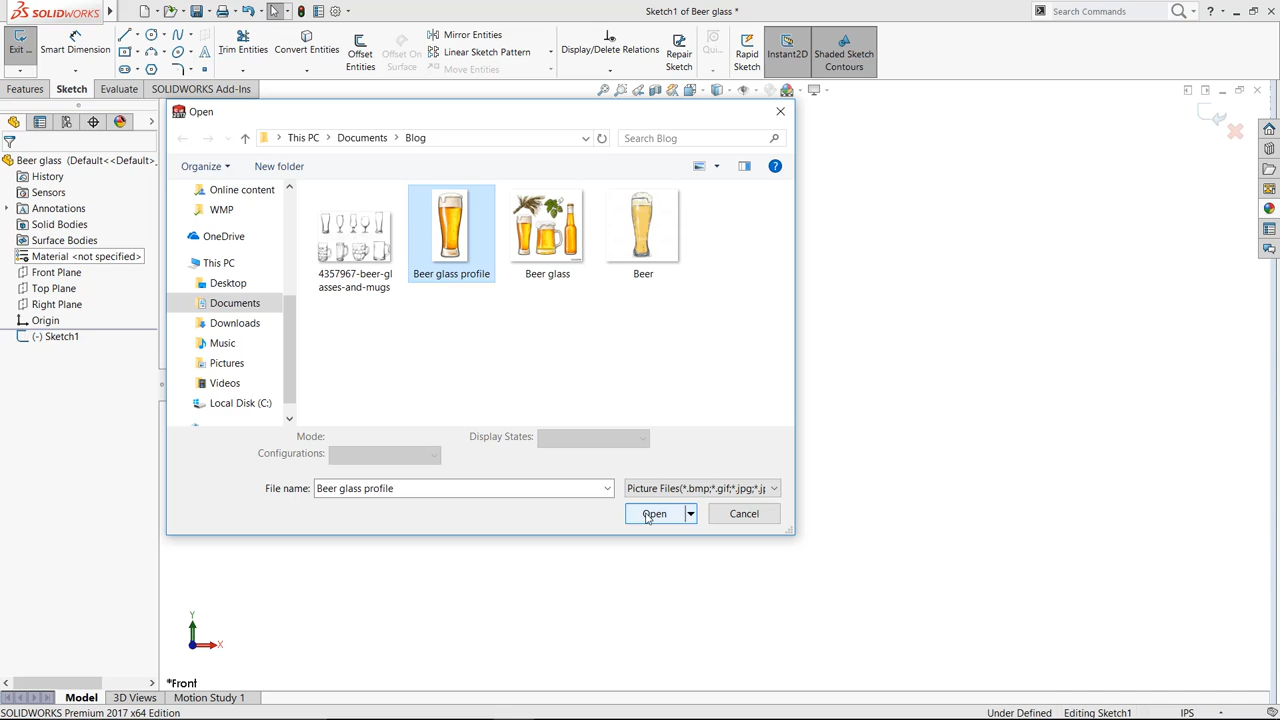 SOLIDWORKS
Sketch1 of Beer glass *
Search Commands
Exit...
Smart Dimension
Trim Entities
Convert Entities
Offset Entities
Offset On Surface
Mirror Entities
Linear Sketch Pattern
Move Entities
Display/Delete Relations
Repair Sketch
Qui...
Rapid Sketch
Instant2D
Shaded Sketch Contours
Features
Sketch
Evaluate
SOLIDWORKS Add-Ins
Beer glass (Default<<Default>_
History
Sensors
Annotations
Solid Bodies
Surface Bodies
Material <not specified>
Front Plane
Top Plane
Right Plane
Origin
(-) Sketch1
Open
This PC
Documents
Blog
Search Blog
Organize
New folder
Online content
WMP
OneDrive
This PC
Desktop
Documents
Downloads
Music
Pictures
Videos
Local Disk (C:)
4357967-beer-gl
asses-and-mugs
Beer glass profile
Beer glass
Beer
Mode:
Display States:
Configurations:
File name:
Beer glass profile
Picture Files(*.bmp;*.gif;*.jpg;*.jp
Open
Cancel
Y
X
*Front
Model
3D Views
Motion Study 1
SOLIDWORKS Premium 2017 x64 Edition
Under Defined
Editing Sketch1
IPS